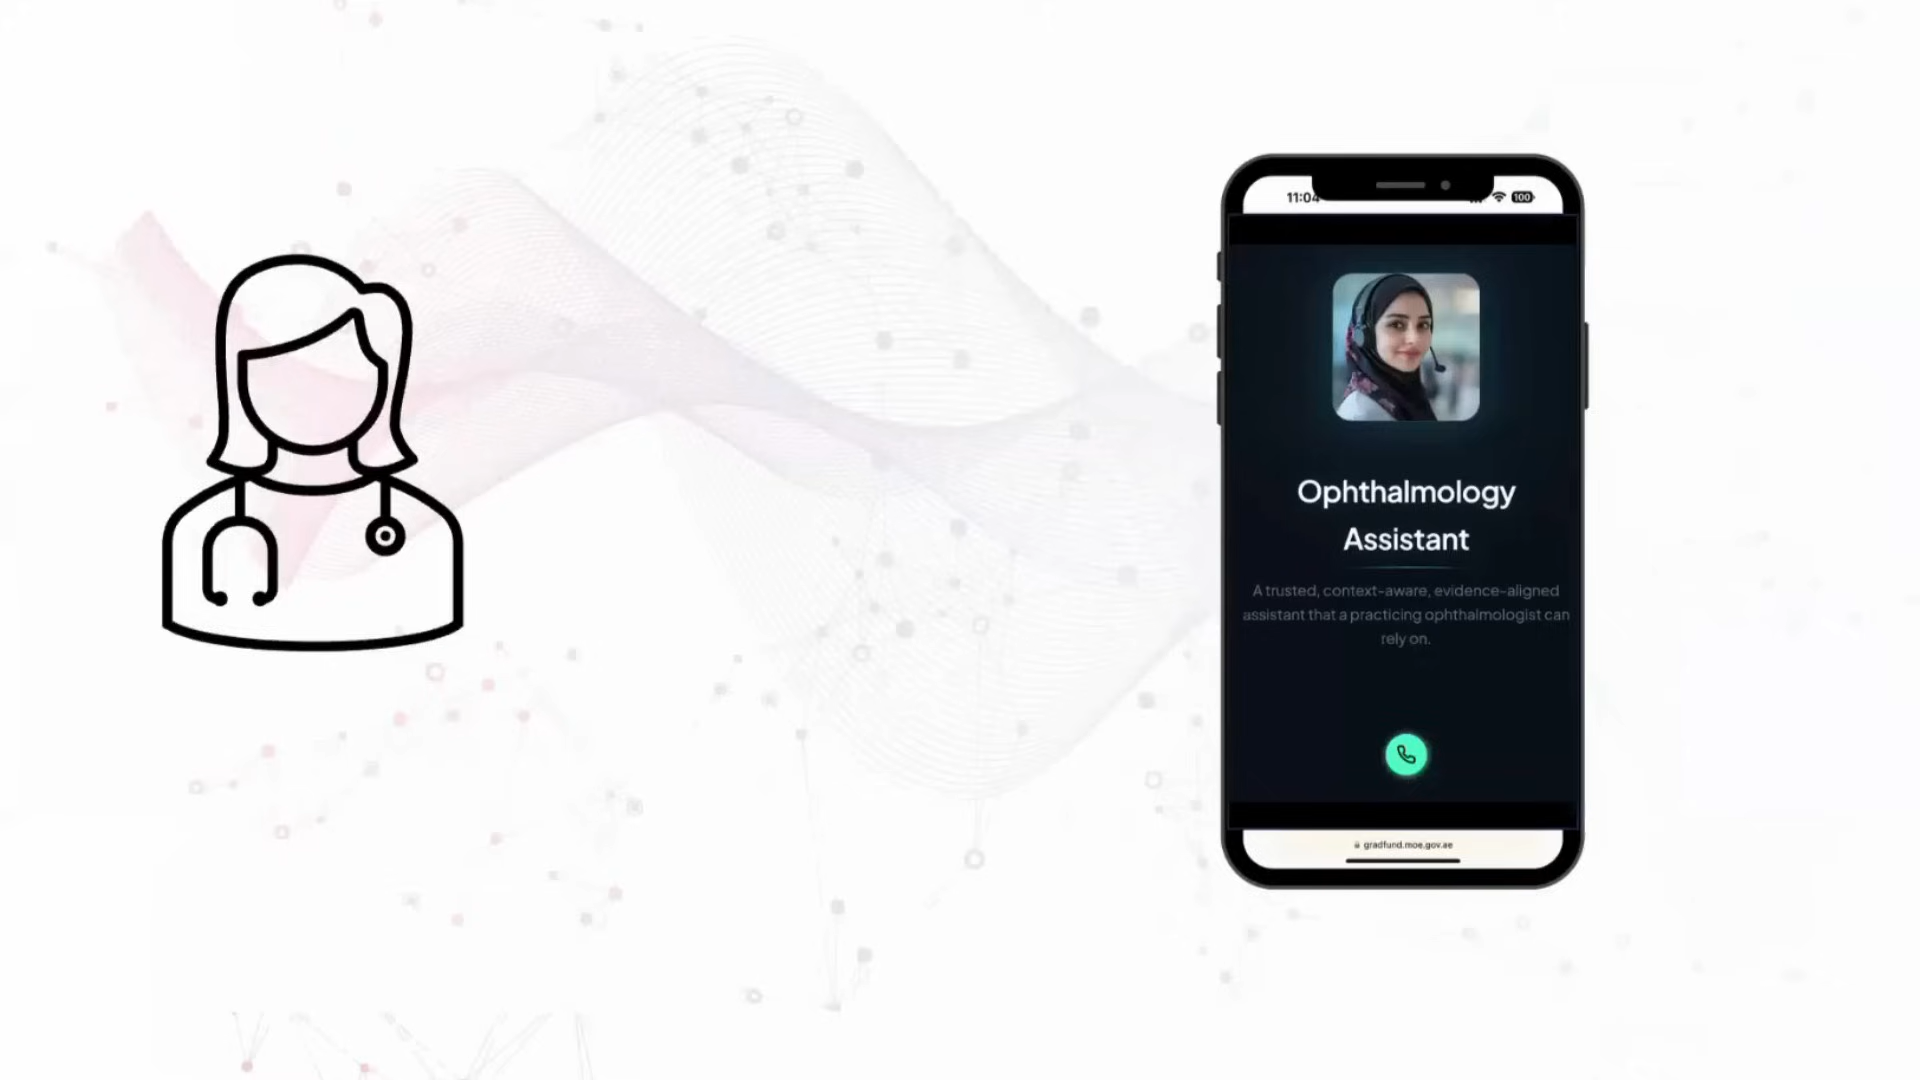 11:04
100
Ophthalmology
Assistant
A trusted, context-aware, evidence-aligned
assistant that a practicing ophthalmologist can
rely on.
gradfund.moe.gov.ae